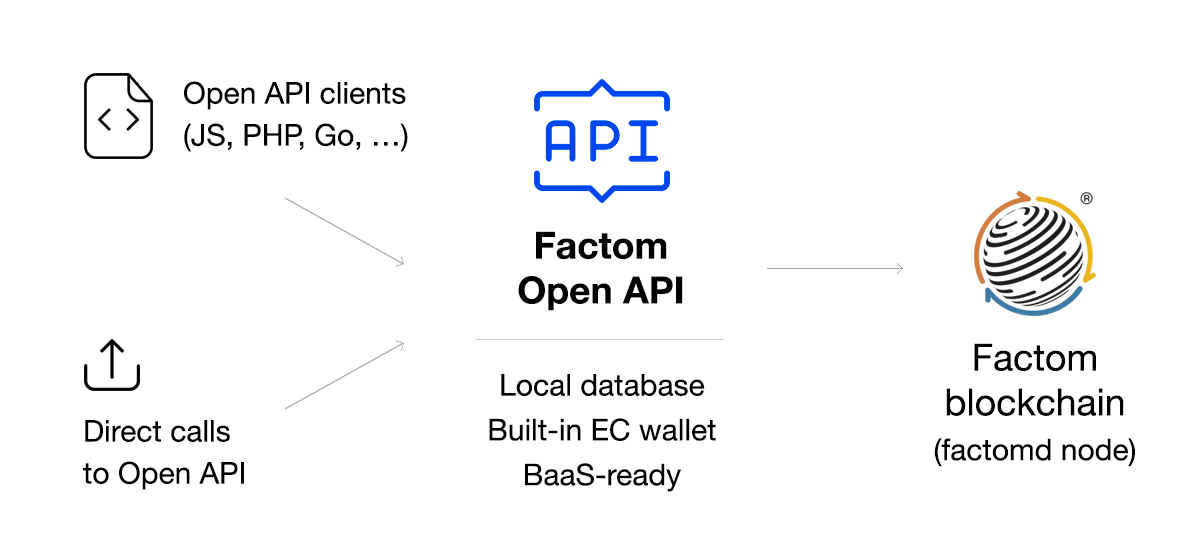 Open API clients
(JS, PHP, Go, ...)
Direct calls
to Open API
API
Factom
Open API
Local database
Built-in EC wallet
BaaS-ready
®
Factom
blockchain
(factomd node)